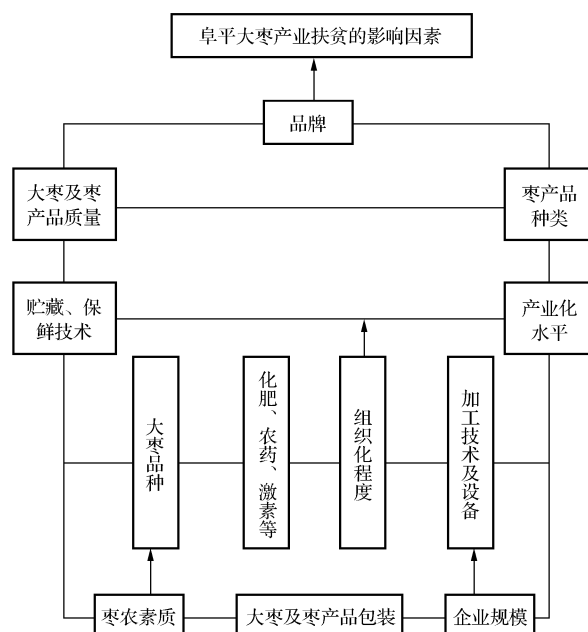 阜平大枣产业扶贫的影响因素
品牌
大枣及枣
产品质量
枣产品
种类
贮藏、保
鲜技术
产业化
水平
大枣品种
化肥、农药、激素等
组织化程度
加工技术及设备
枣农素质
大枣及枣产品包装
企业规模